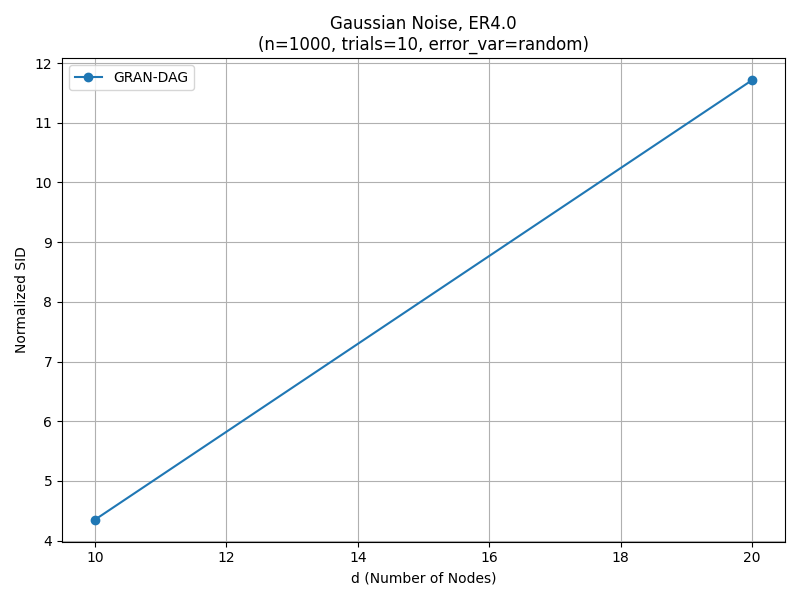 Gaussian Noise, ER4.0
(n=1000, trials=10, error_var=random)
GRAN-DAG
Normalized SID
12
11
10
9
8
7
6
5
4
10 12 14 16 18 20
d (Number of Nodes)